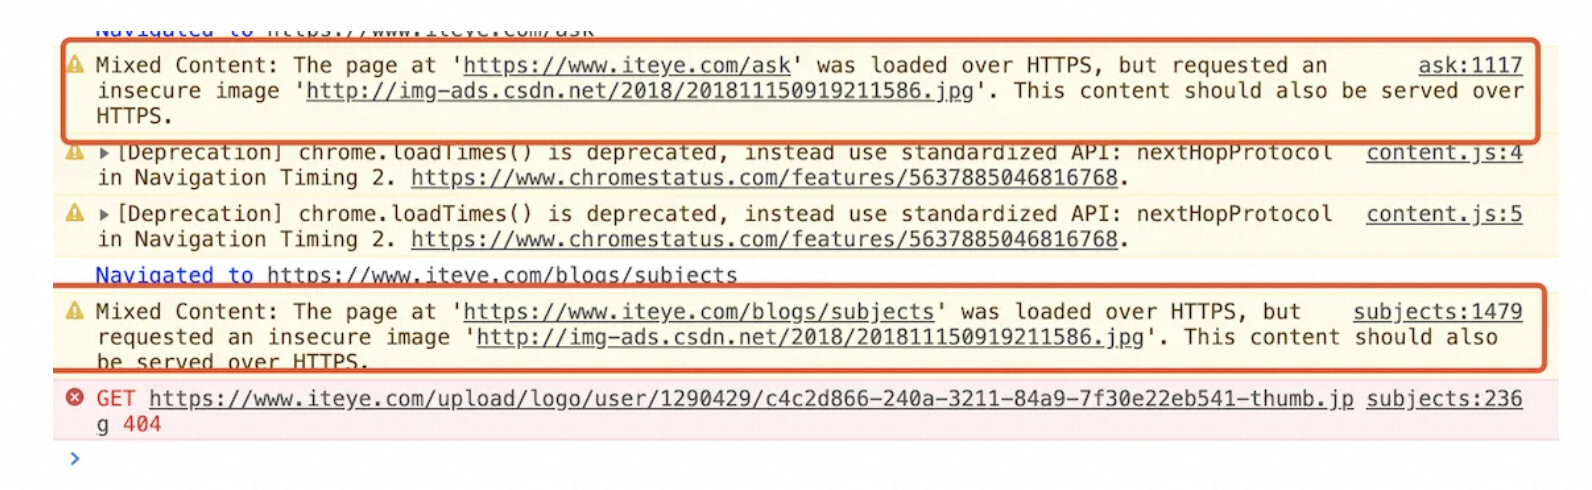 Navigated to https://www.iteye.com/ask
Mixed Content: The page at 'https://www.iteye.com/ask' was loaded over HTTPS, but requested an ask:1117
insecure image 'http://img-ads.csdn.net/2018/201811150919211586.jpg'. This content should also be served over
HTTPS.
[Deprecation] chrome.loadTimes() is deprecated, instead use standardized API: nextHopProtocol content.js:4
in Navigation Timing 2. https://www.chromestatus.com/features/5637885046816768.
[Deprecation] chrome.loadTimes() is deprecated, instead use standardized API: nextHopProtocol content.js:5
in Navigation Timing 2. https://www.chromestatus.com/features/5637885046816768.
Navigated to https://www.iteye.com/blogs/subjects
Mixed Content: The page at 'https://www.iteye.com/blogs/subjects' was loaded over HTTPS, but subjects:1479
requested an insecure image 'http://img-ads.csdn.net/2018/201811150919211586.jpg'. This content should also
be served over HTTPS.
GET https://www.iteye.com/upload/logo/user/1290429/c4c2d866-240a-3211-84a9-7f30e22eb541-thumb.jp subjects:236
g 404